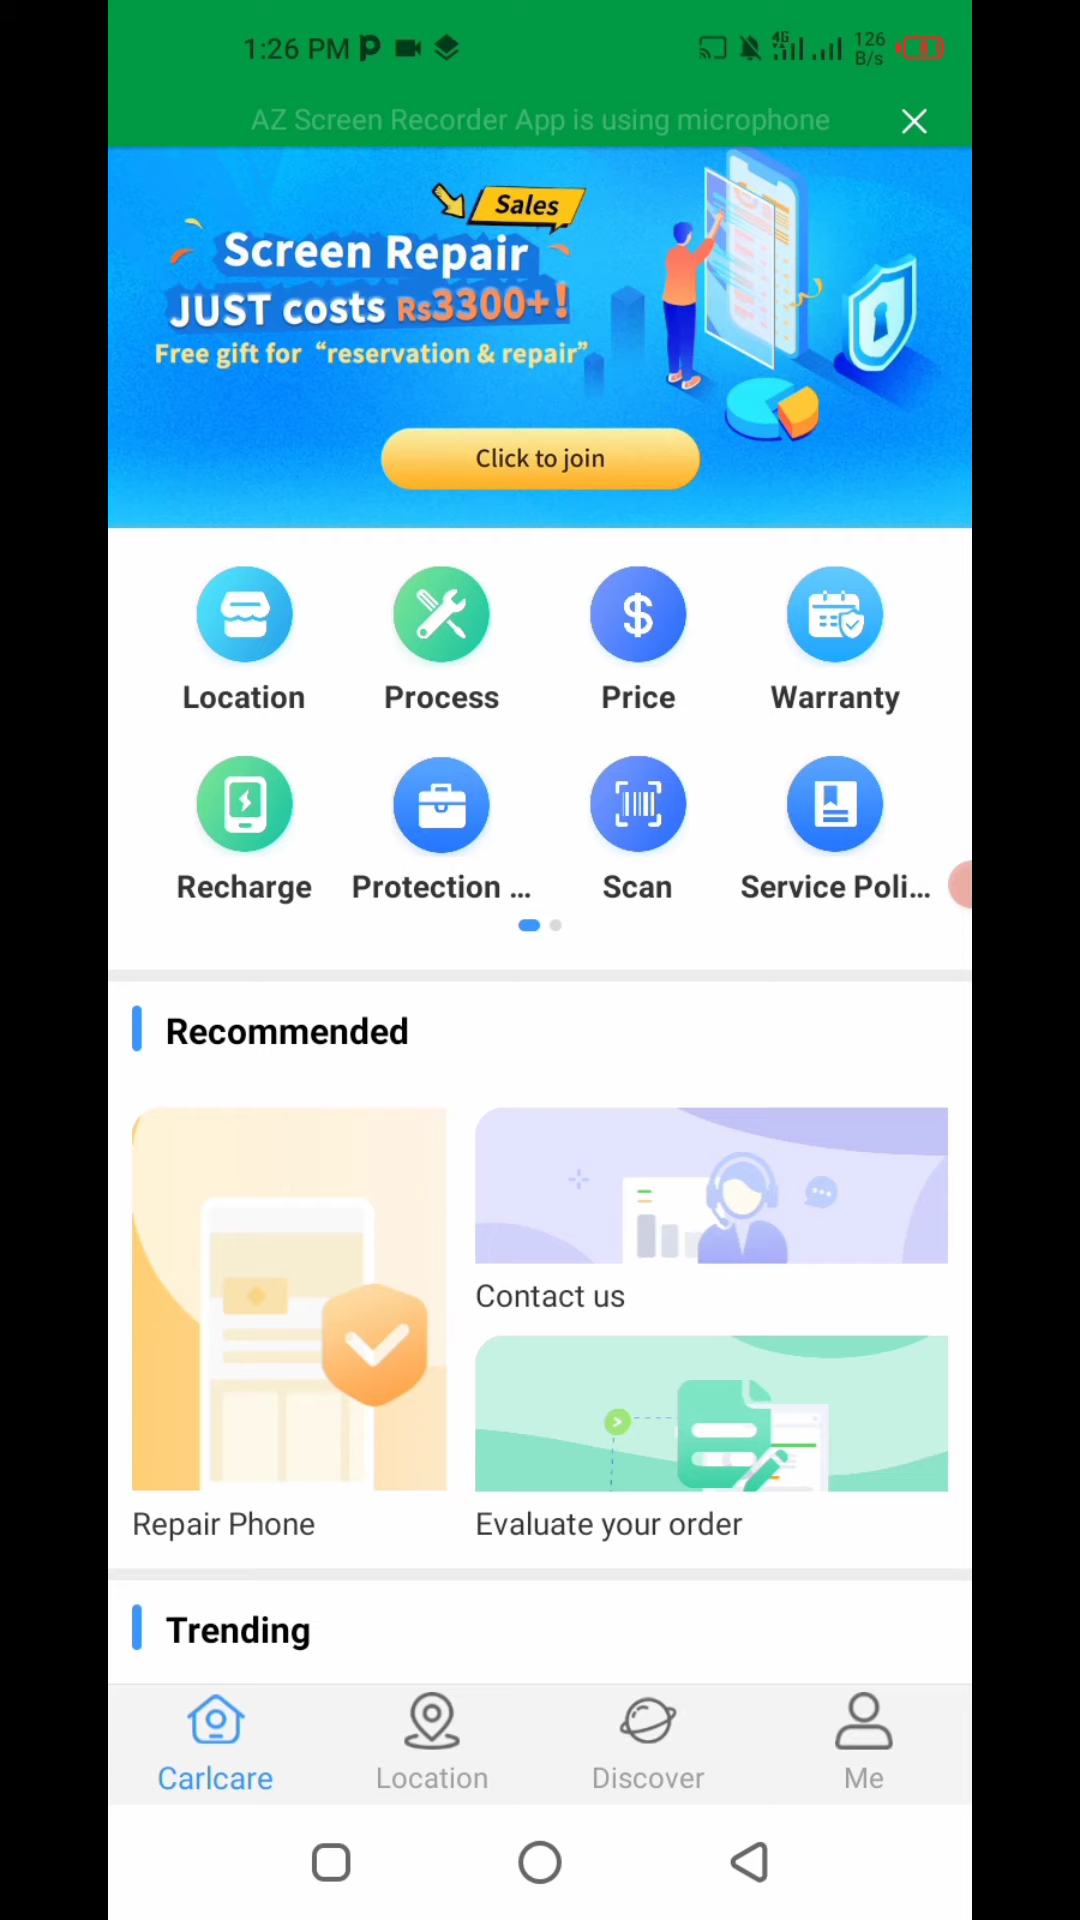 1:26 PM
4G
126
B/s
AZ Screen Recorder App is using microphone
Sales
Screen Repair
JUST costs Rs3300+!
Free gift for “reservation & repair”
Click to join
Location
Process
Price
Warranty
Recharge
Protection ...
Scan
Service Poli...
Recommended
Contact us
Repair Phone
Evaluate your order
Trending
Carlcare
Location
Discover
Me